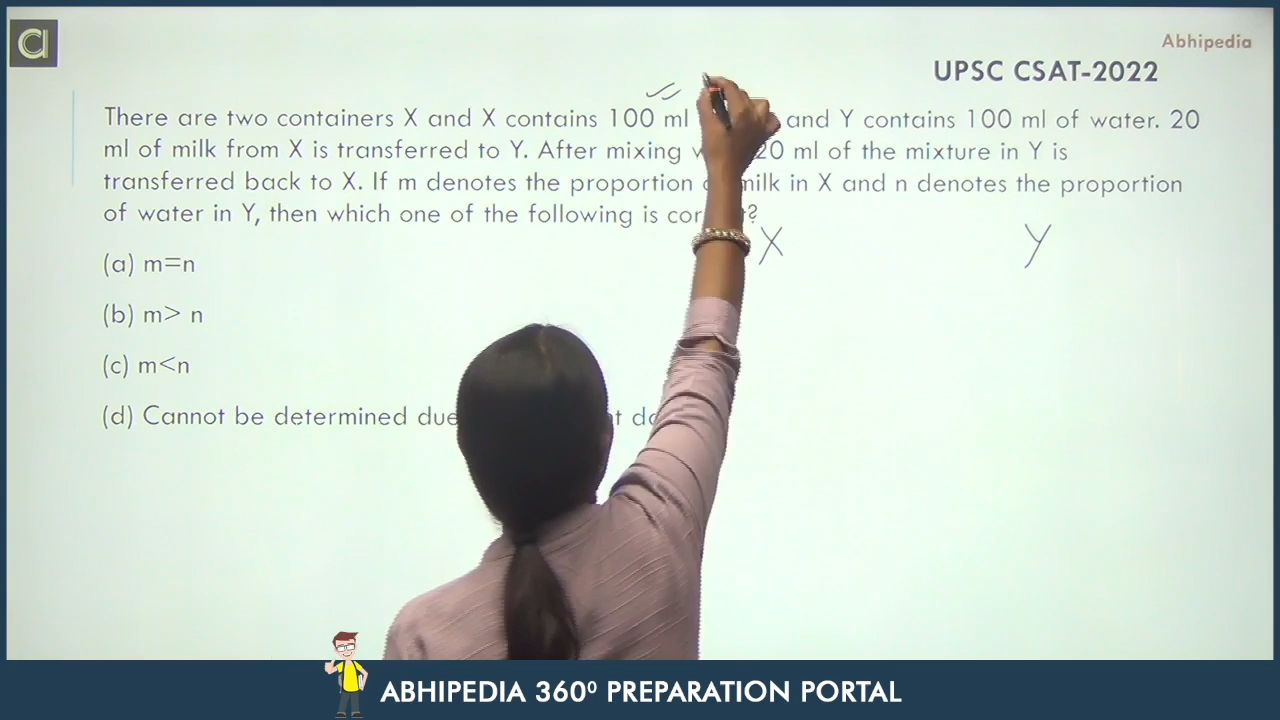 Abhipedia
UPSC CSAT-2022
There are two containers X and X contains 100 ml and Y contains 100 ml of water. 20
ml of milk from X is transferred to Y. After mixing 20 ml of the mixture in Y is
transferred back to X. If m denotes the proportion milk in X and n denotes the proportion
of water in Y, then which one of the following is
X Y
(a) m=n
(b) m> n
(c) m<n
(d) Cannot be determined
ABHIPEDIA 360⁰ PREPARATION PORTAL